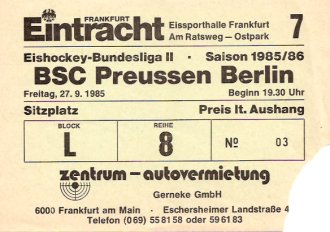 FRANKFURT
Eintracht Eissporthalle Frankfurt 7
Am Ratsweg – Ostpark
Eishockey-Bundesliga II · Saison 1985/86
BSC Preussen Berlin
Freitag, 27. 9. 1985 Beginn 19.30 Uhr
Sitzplatz Preis lt. Aushang
BLOCK REIHE
L 8 Nº 03
zentrum – autovermietung
Gerneke GmbH
6000 Frankfurt am Main · Eschersheimer Landstraße 4
Telefon (069) 55 81 58 oder 59 61 83